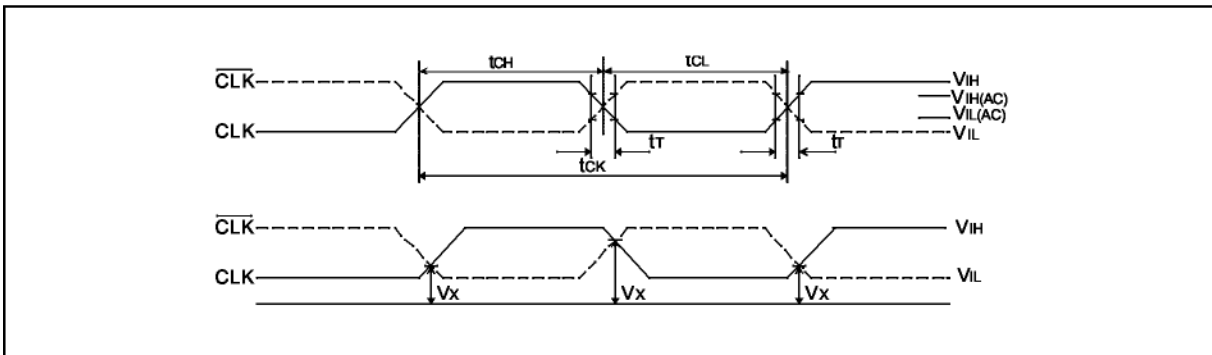 tCH tCL
CLK VIH
VIH(AC)
VIL(AC)
CLK VIL
tT tT
tCK
CLK VIH
CLK VIL
VX VX VX